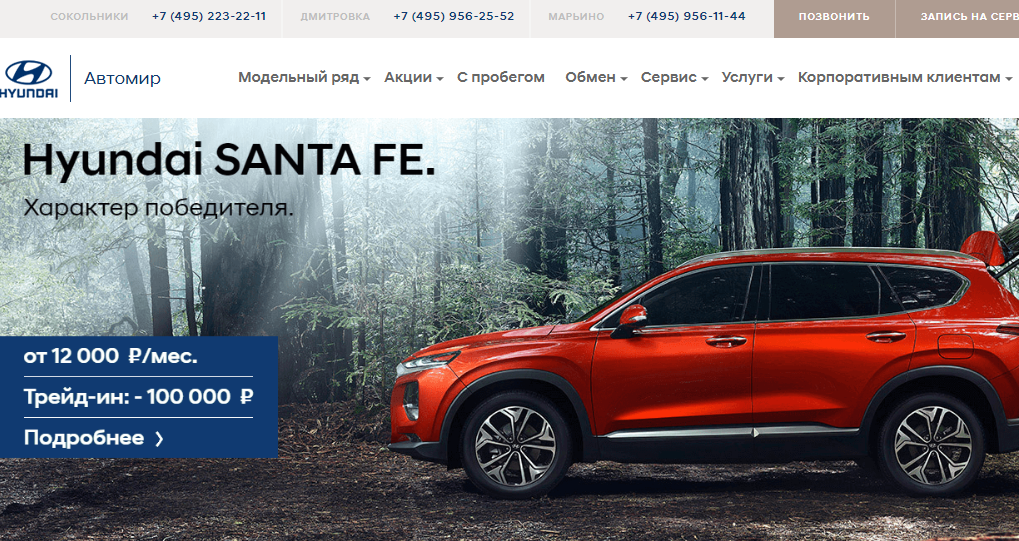 СОКОЛЬНИКИ +7 (495) 223-22-11 ДМИТРОВКА +7 (495) 956-25-52 МАРЬИНО +7 (495) 956-11-44 ПОЗВОНИТЬ ЗАПИСЬ НА СЕРВ
HYUNDAI Автомир Модельный ряд Акции С пробегом Обмен Сервис Услуги Корпоративным клиентам
Hyundai SANTA FE.
Характер победителя.
от 12 000 ₽/мес.
Трейд-ин: - 100 000 ₽
Подробнее ❯